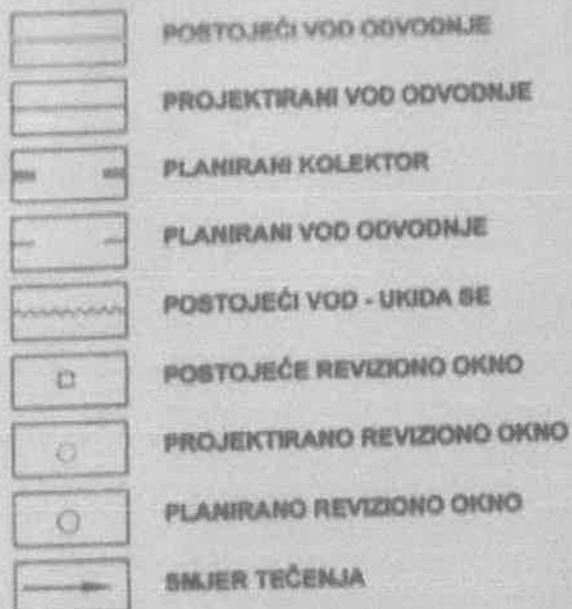 POSTOJEĆI VOD ODVODNJE
PROJEKTIRANI VOD ODVODNJE
PLANIRANI KOLEKTOR
PLANIRANI VOD ODVODNJE
POSTOJEĆI VOD - UKIDA SE
POSTOJEĆE REVIZIONO OKNO
PROJEKTIRANO REVIZIONO OKNO
PLANIRANO REVIZIONO OKNO
SMJER TEČENJA